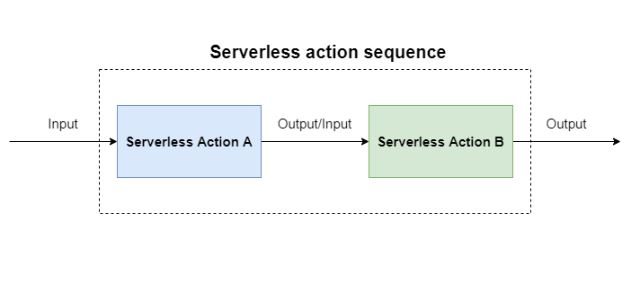 Serverless action sequence
Input
Serverless Action A
Output/Input
Serverless Action B
Output